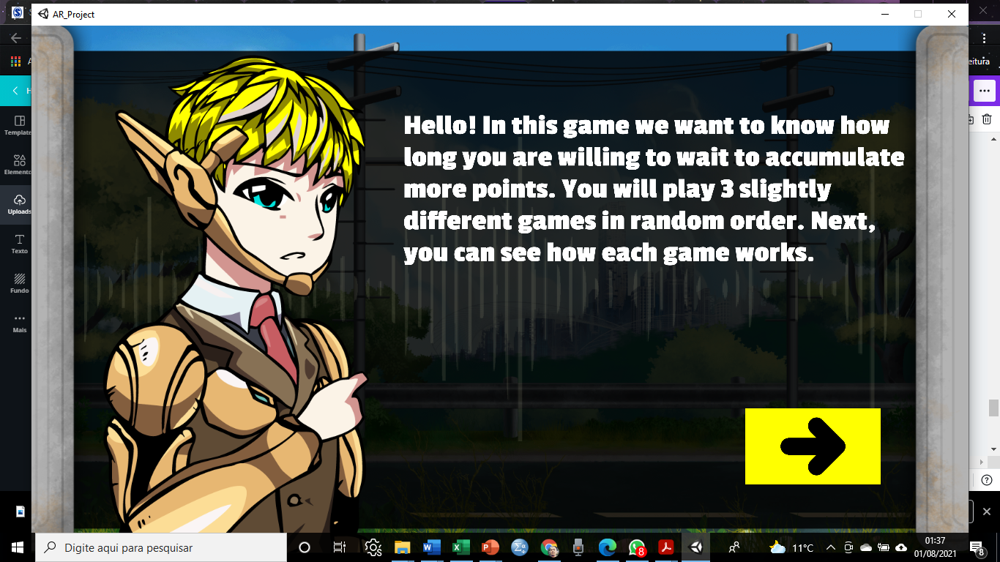 AR_Project
eitura
Template
Elemento
Uploads
Texto
Fundo
Mais
Hello! In this game we want to know how
long you are willing to wait to accumulate
more points. You will play 3 slightly
different games in random order. Next,
you can see how each game works.
Digite aqui para pesquisar
8
11°C
01:37
01/08/2021
8